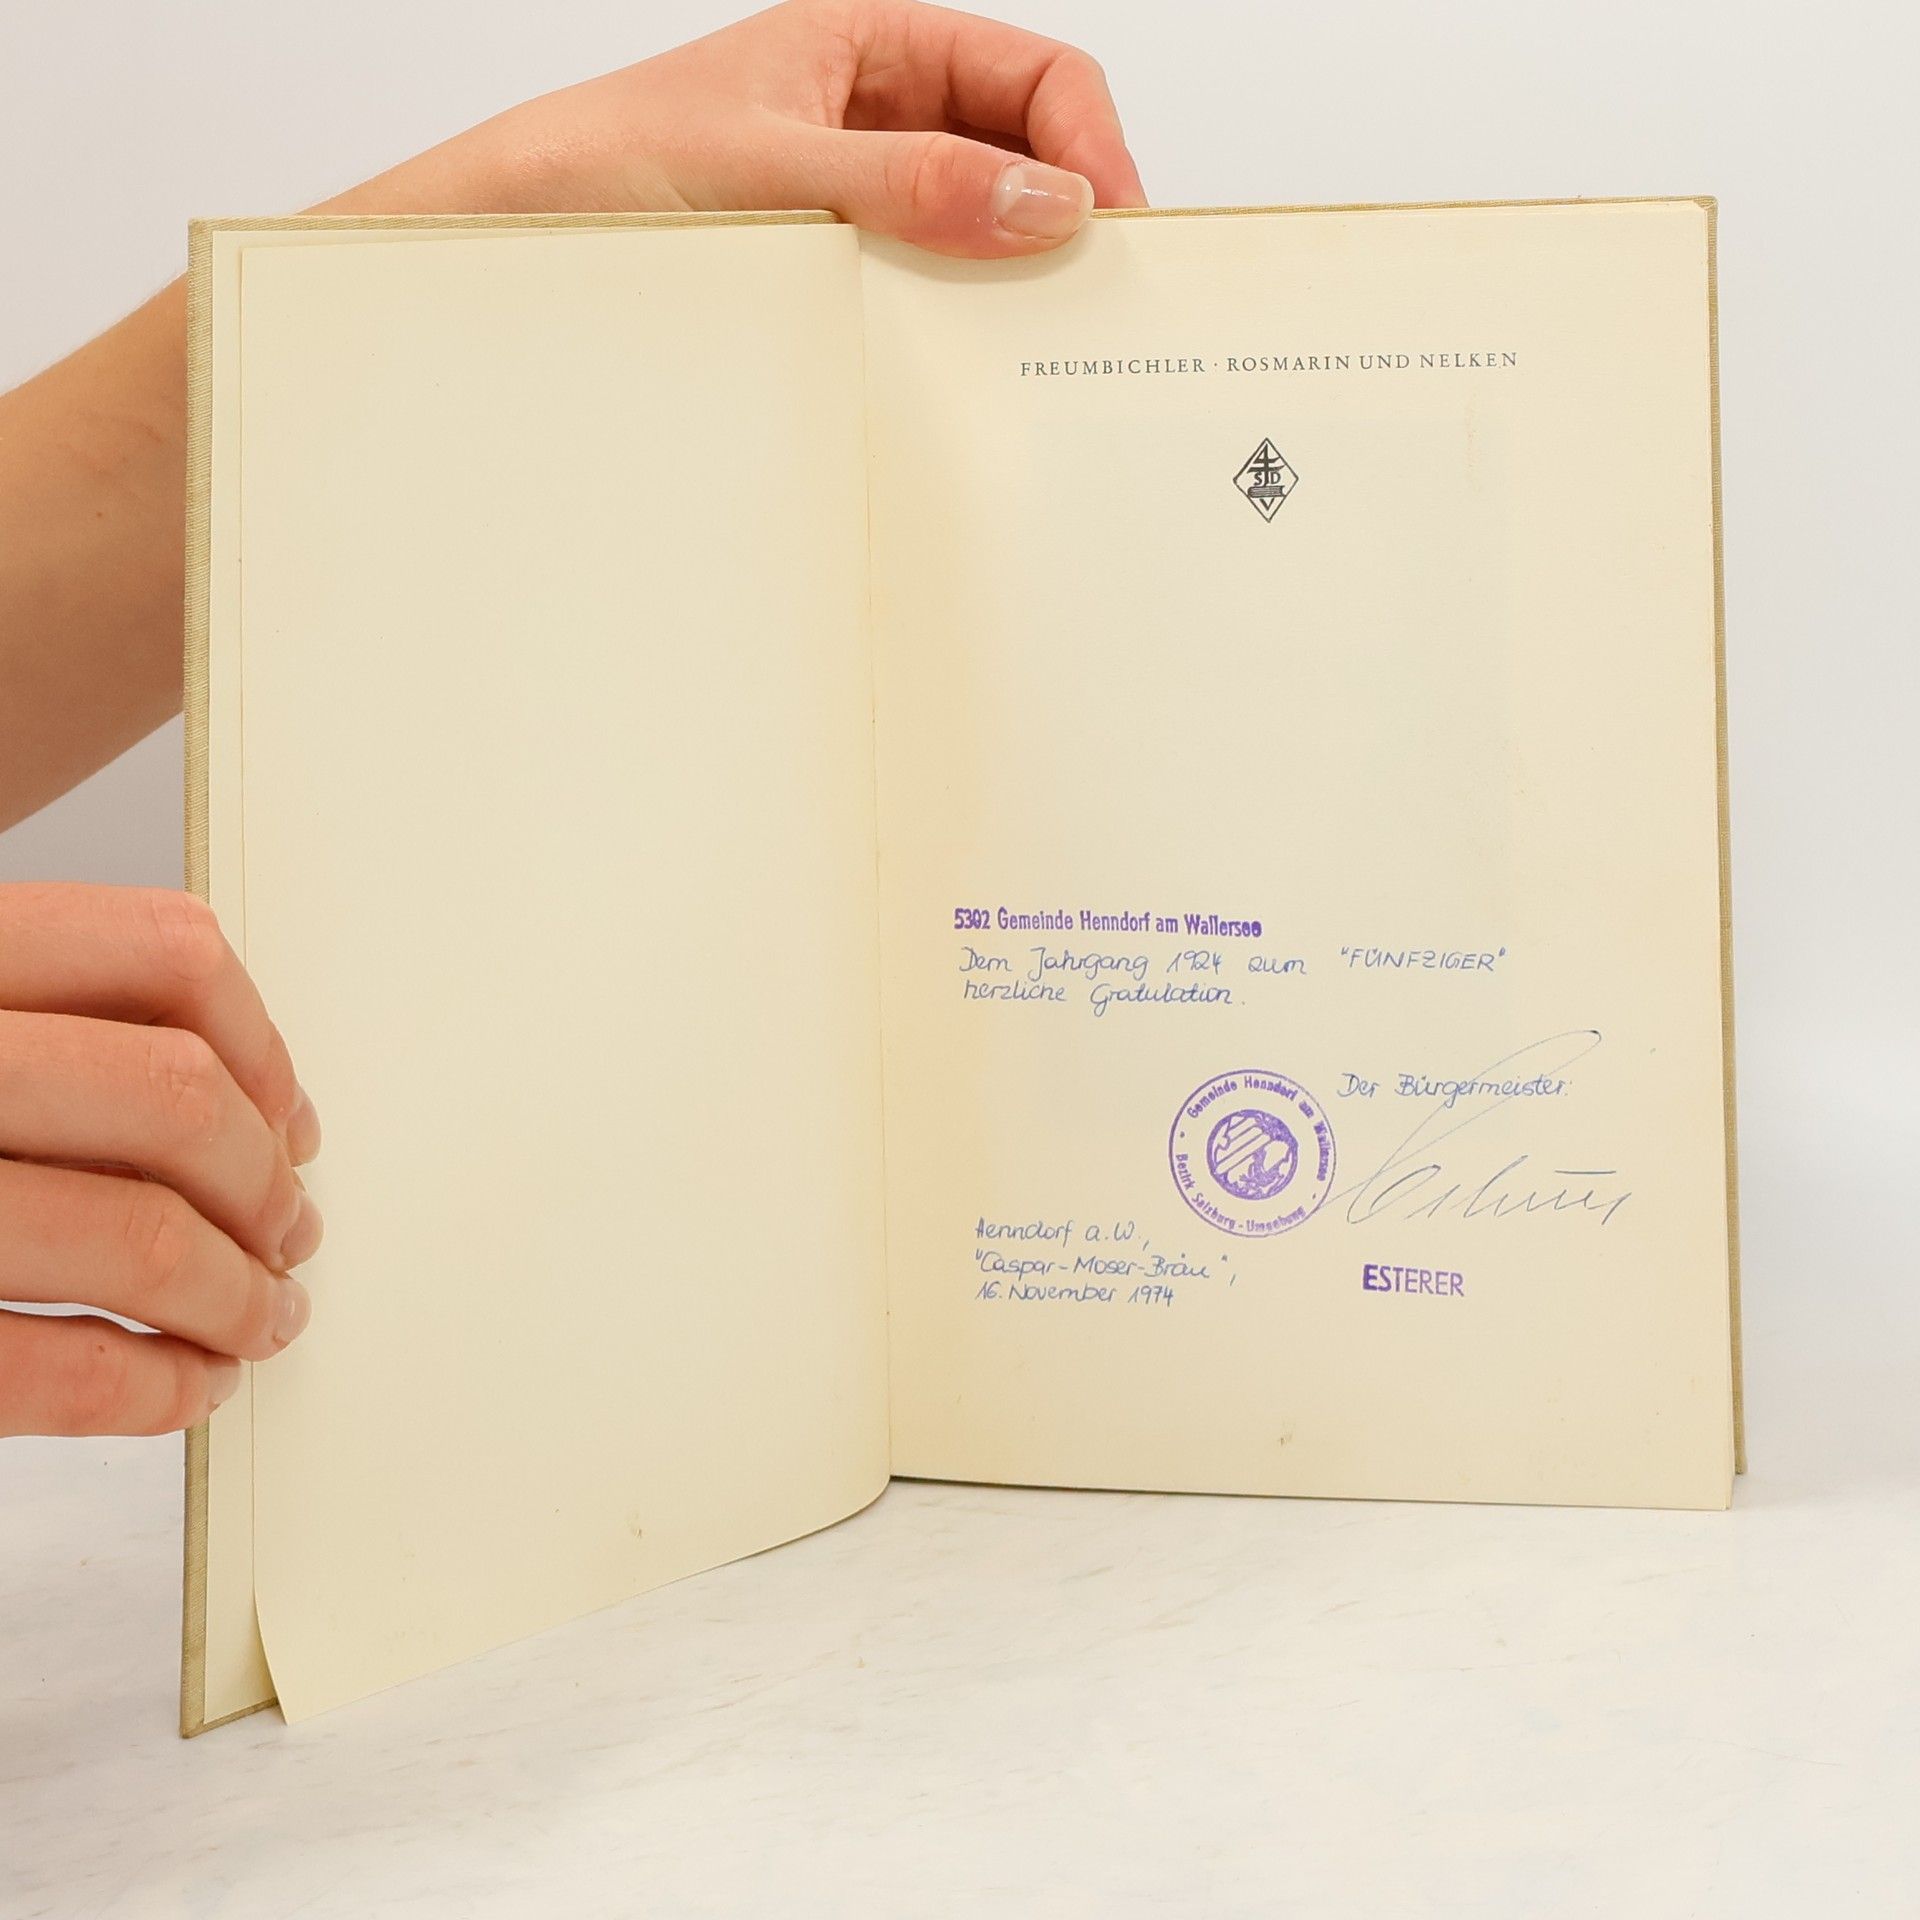 FREUMBICHLER · ROSMARIN UND NELKEN
SJD
V
5302 Gemeinde Henndorf am Wallersee
Dem Jahrgang 1924 zum "FÜNFZIGER"
herzliche Gratulation.
Der Bürgermeister:
Gemeinde Henndorf am Wallersee
· Bezirk Salzburg-Umgebung ·
Henndorf a.W.,
"Caspar-Moser-Bräu",
16. November 1974
ESTERER